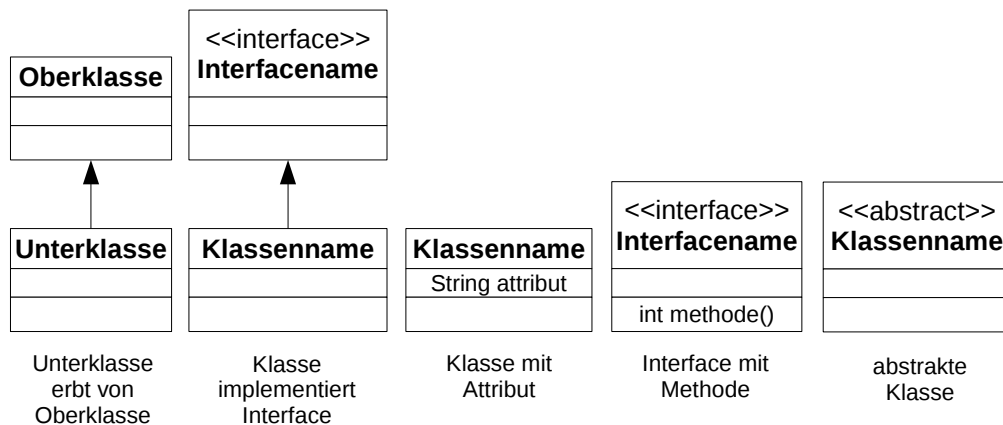 Oberklasse
<<interface>>
Interfacename
Unterklasse
Klassenname
Klassenname
String attribut
<<interface>>
Interfacename
int methode()
<<abstract>>
Klassenname
Unterklasse
erbt von
Oberklasse
Klasse
implementiert
Interface
Klasse mit
Attribut
Interface mit
Methode
abstrakte
Klasse